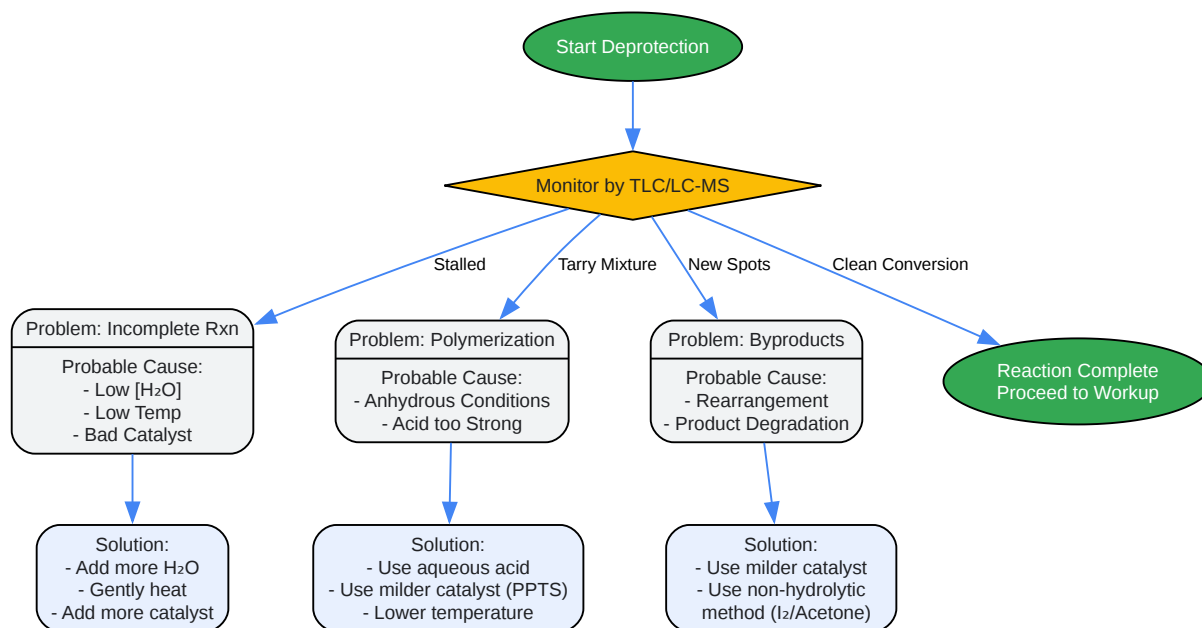 Start Deprotection
Monitor by TLC/LC-MS
Stalled
Tarry Mixture
New Spots
Clean Conversion
Problem: Incomplete Rxn
Probable Cause:
- Low [H₂O]
- Low Temp
- Bad Catalyst
Problem: Polymerization
Probable Cause:
- Anhydrous Conditions
- Acid too Strong
Problem: Byproducts
Probable Cause:
- Rearrangement
- Product Degradation
Reaction Complete
Proceed to Workup
Solution:
- Add more H₂O
- Gently heat
- Add more catalyst
Solution:
- Use aqueous acid
- Use milder catalyst (PPTS)
- Lower temperature
Solution:
- Use milder catalyst
- Use non-hydrolytic
method (I₂/Acetone)